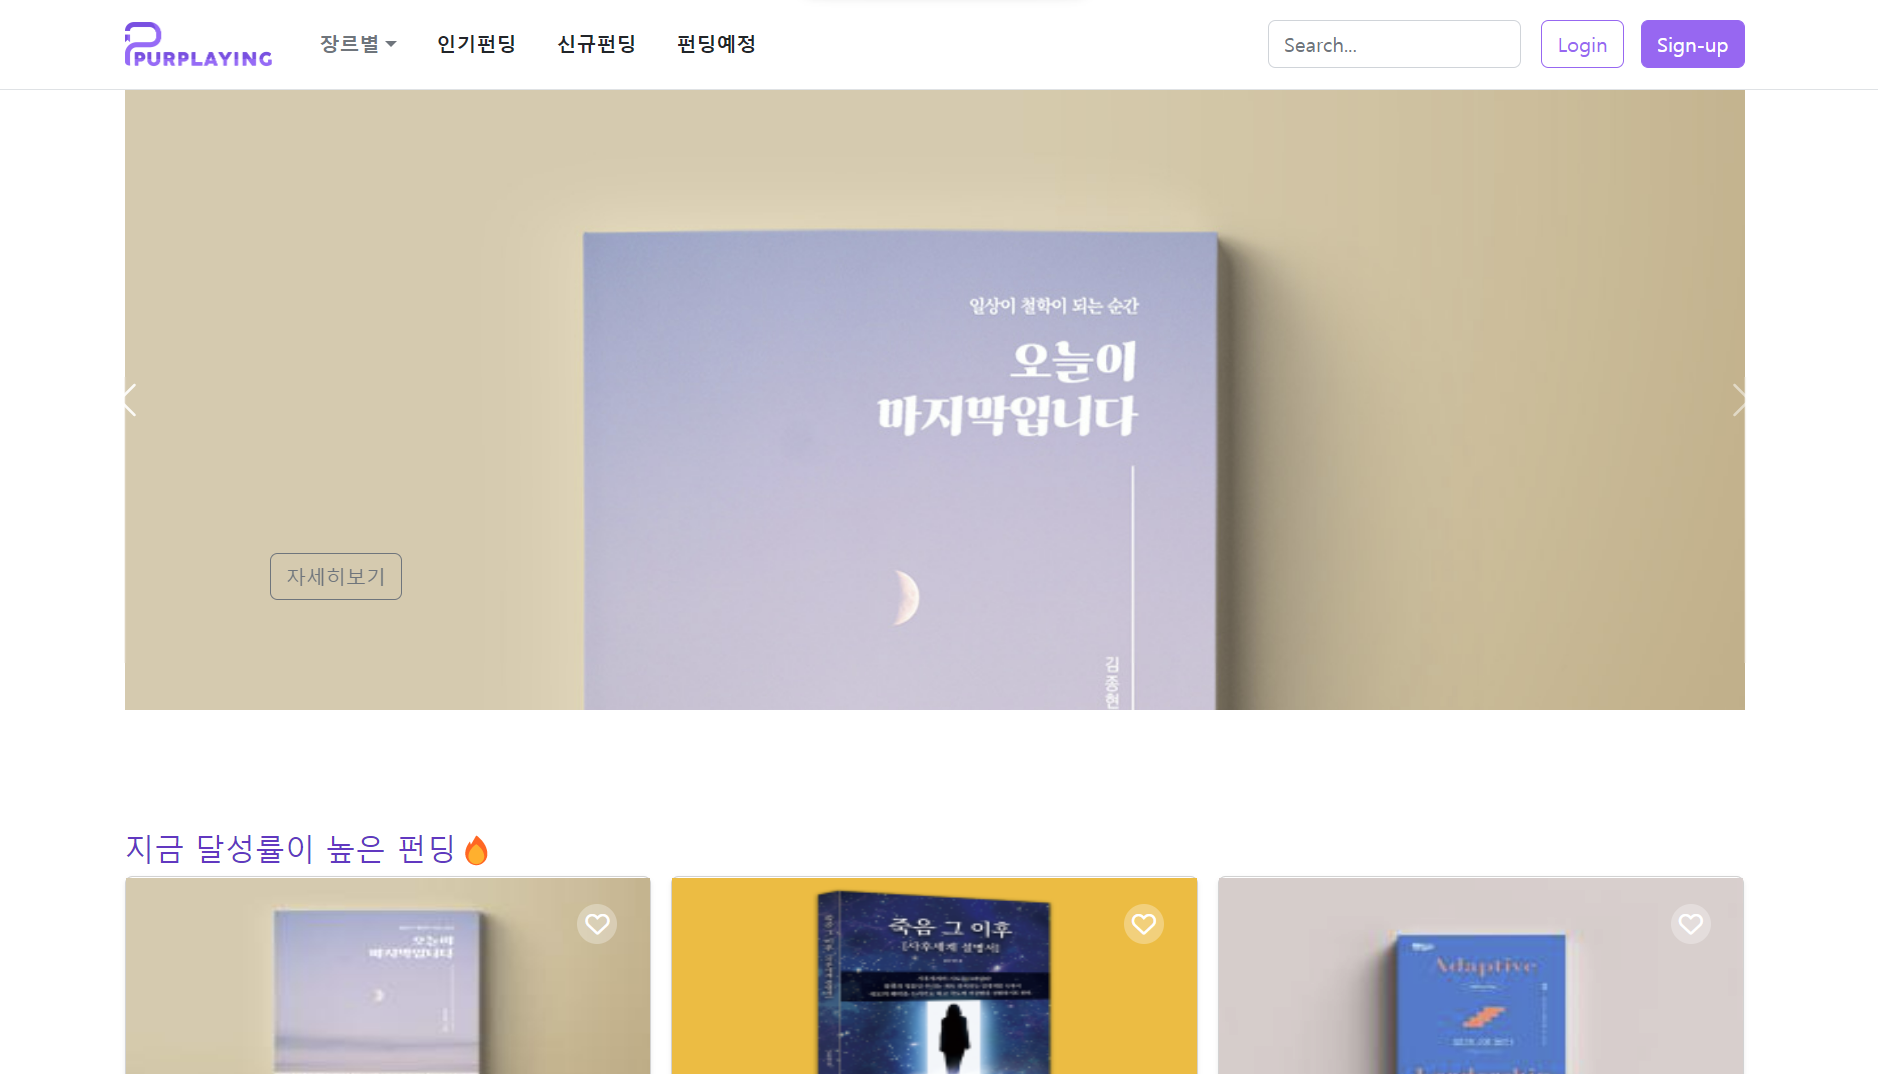 PURPLAYING
장르별
인기펀딩
신규펀딩
펀딩예정
Search...
Login
Sign-up
일상이 철학이 되는 순간
오늘이
마지막입니다
김종현
자세히보기
지금 달성률이 높은 펀딩
오늘이
마지막입니다
죽음 그 이후
[사후세계 설명서]
Adaptive